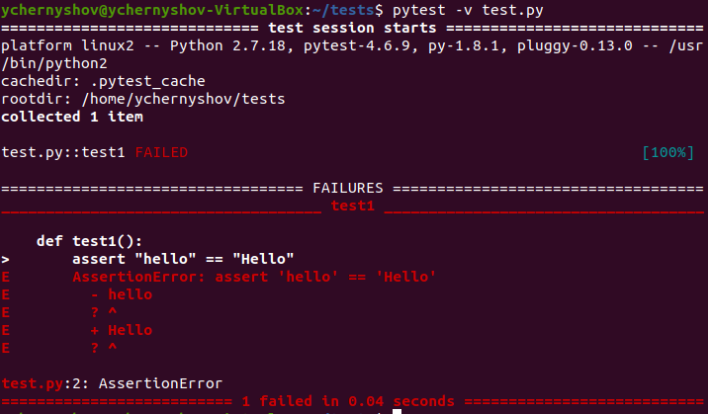 ychernyshov@ychernyshov-VirtualBox:~/tests$ pytest -v test.py
============================= test session starts =============================
platform linux2 -- Python 2.7.18, pytest-4.6.9, py-1.8.1, pluggy-0.13.0 -- /usr
/bin/python2
cachedir: .pytest_cache
rootdir: /home/ychernyshov/tests
collected 1 item
test.py::test1 FAILED [100%]
================================== FAILURES ===================================
____________________________________ test1 ____________________________________
def test1():
> assert "hello" == "Hello"
E AssertionError: assert 'hello' == 'Hello'
E - hello
E ? ^
E + Hello
E ? ^
test.py:2: AssertionError
========================== 1 failed in 0.04 seconds ===========================